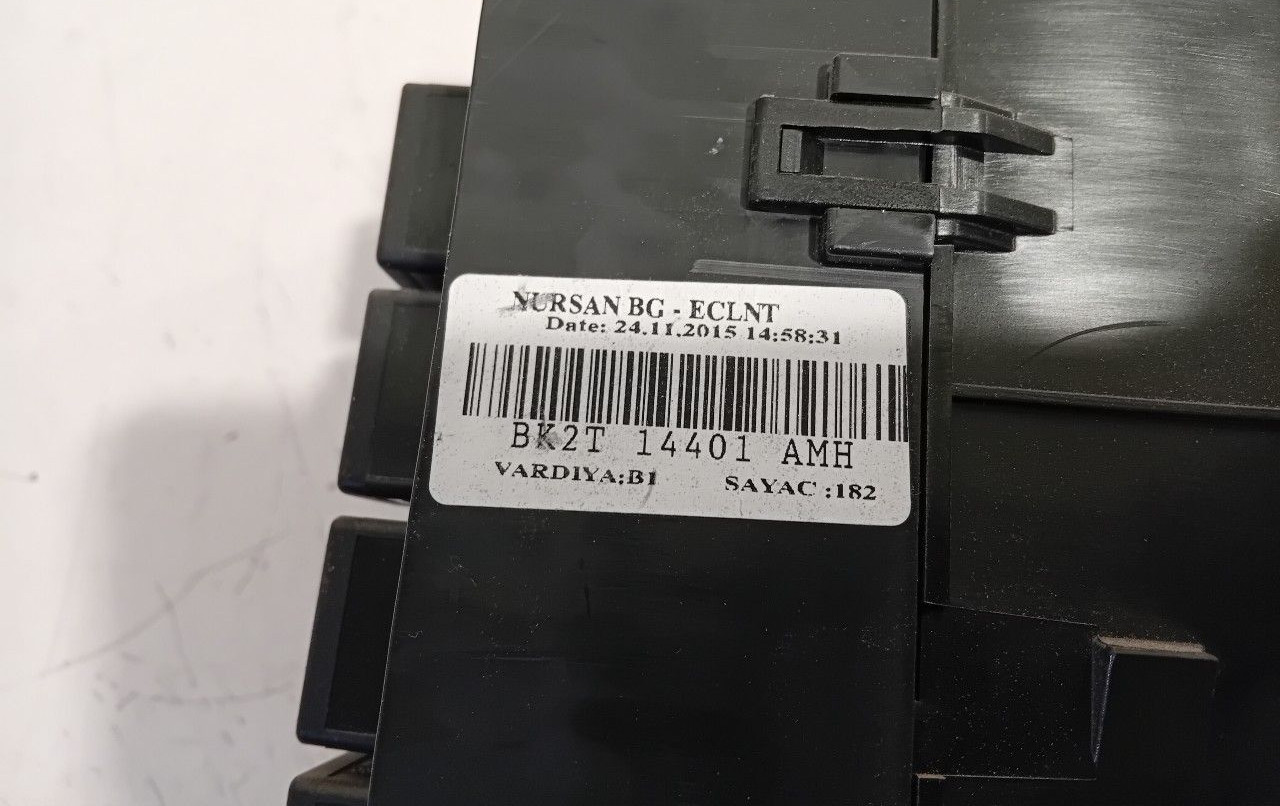 NURSAN BG - ECLNT
Date: 24.11.2015 14:58:31
BK2T 14401 AMH
VARDIYA:B1 SAYAC :182